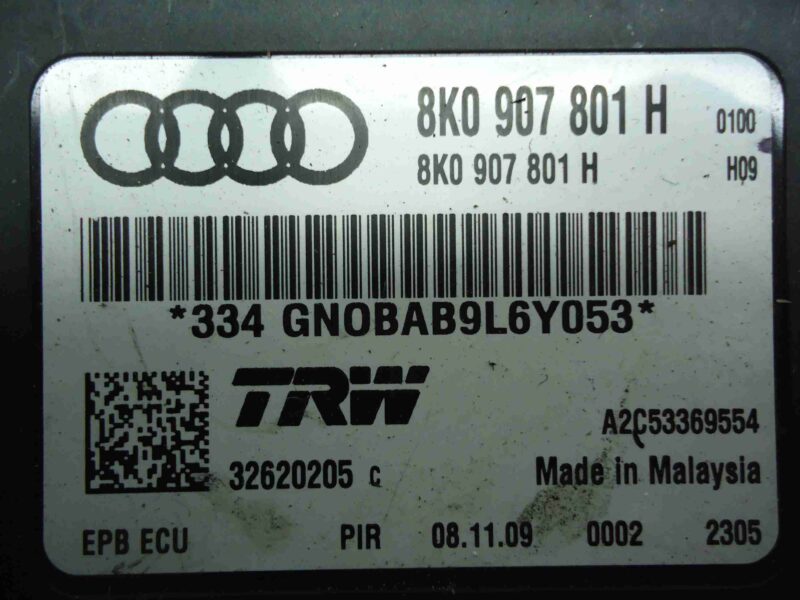 8K0 907 801 H 0100
8K0 907 801 H H09
*334 GNOBAB9L6Y053*
TRW
A2C53369554
32620205 C Made in Malaysia
EPB ECU PIR 08.11.09 0002 2305